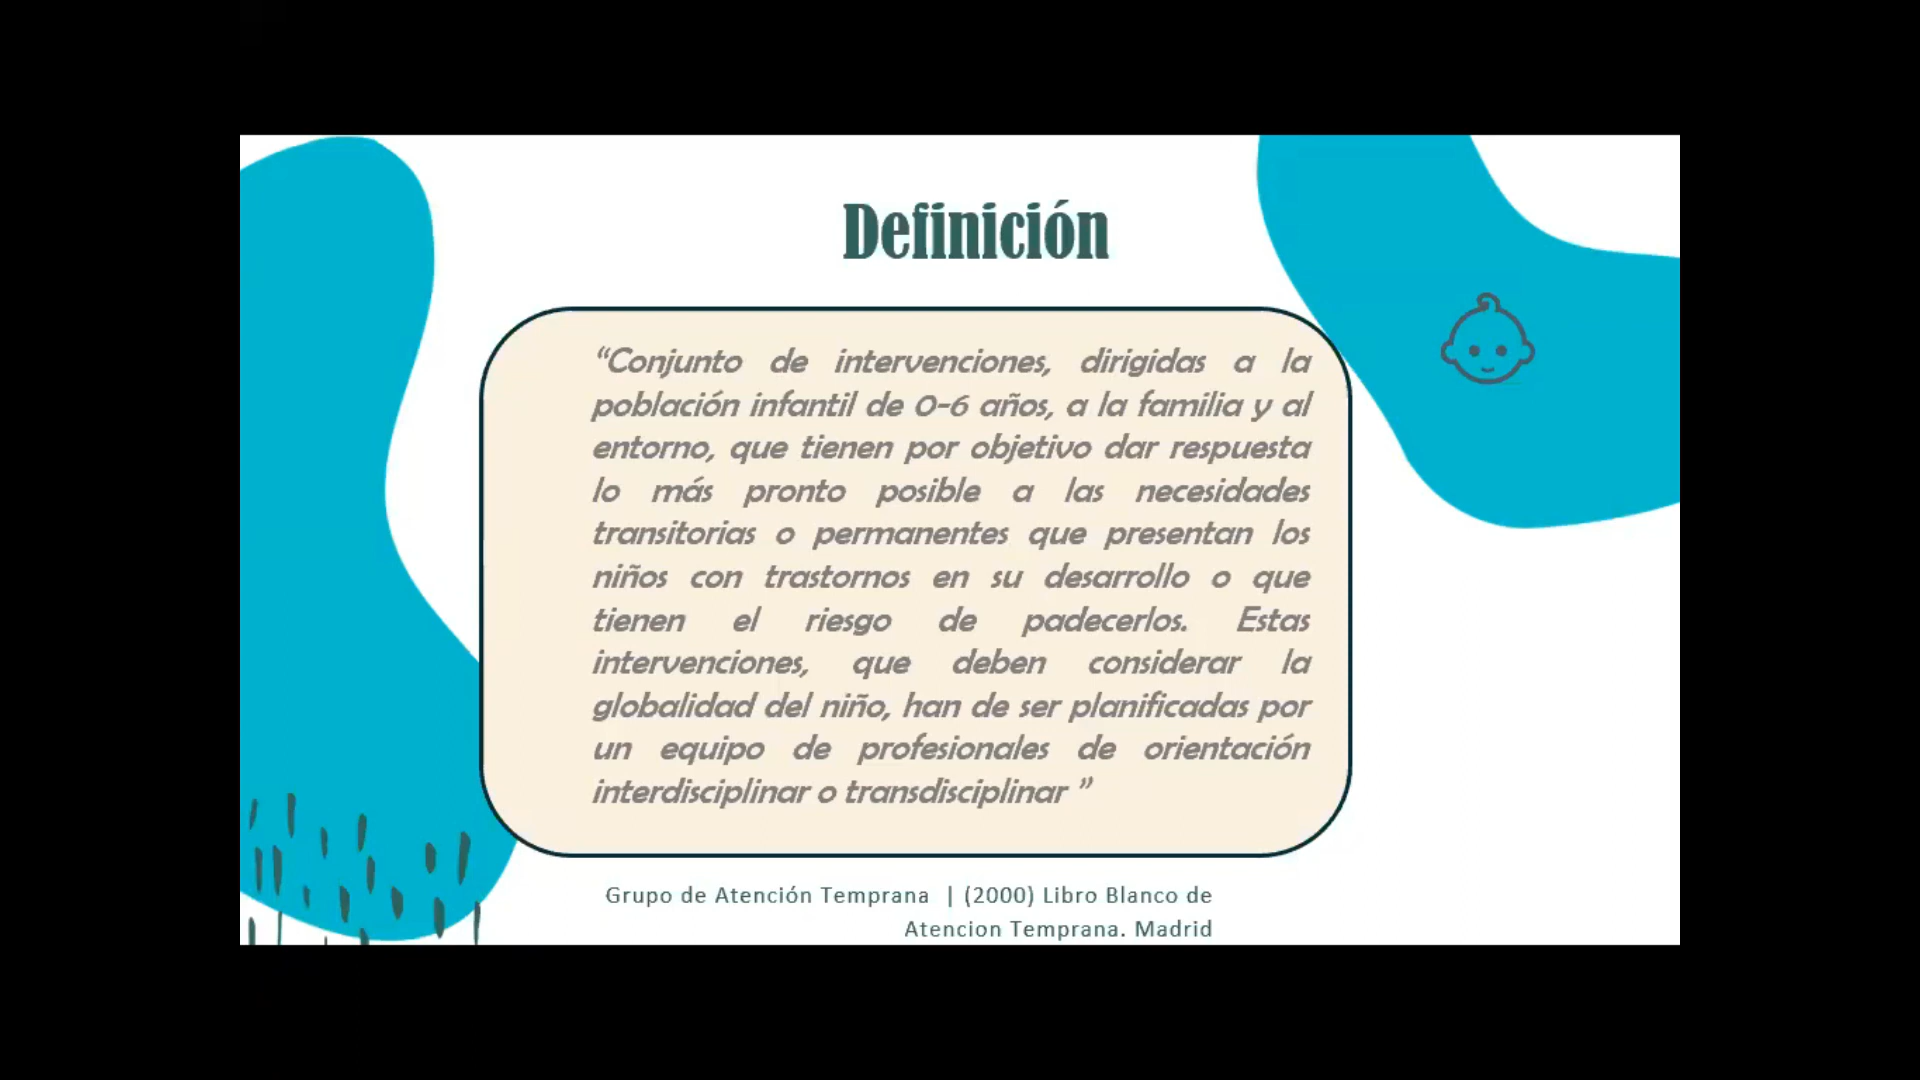 Definición
“Conjunto de intervenciones, dirigidas a la
población infantil de 0-6 años, a la familia y al
entorno, que tienen por objetivo dar respuesta
lo más pronto posible a las necesidades
transitorias o permanentes que presentan los
niños con trastornos en su desarrollo o que
tienen el riesgo de padecerlos. Estas
intervenciones, que deben considerar la
globalidad del niño, han de ser planificadas por
un equipo de profesionales de orientación
interdisciplinar o transdisciplinar ”
Grupo de Atención Temprana | (2000) Libro Blanco de
Atencion Temprana. Madrid